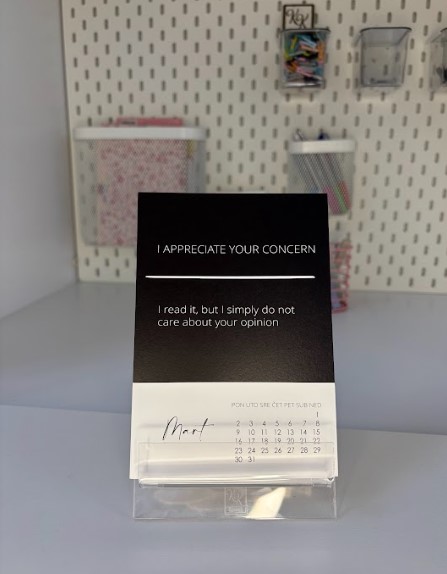 I APPRECIATE YOUR CONCERN
I read it, but I simply do not
care about your opinion
PON UTO SRE ČET PET SUB NED
Mart
1
2 3 4 5 6 7 8
9 10 11 12 13 14 15
16 17 18 19 20 21 22
23 24 25 26 27 28 29
30 31